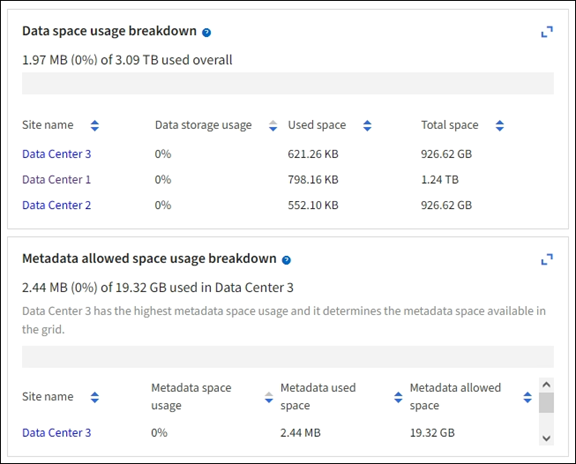 Data space usage breakdown ?
1.97 MB (0%) of 3.09 TB used overall
Site name Data storage usage Used space Total space
Data Center 3 0% 621.26 KB 926.62 GB
Data Center 1 0% 798.16 KB 1.24 TB
Data Center 2 0% 552.10 KB 926.62 GB
Metadata allowed space usage breakdown ?
2.44 MB (0%) of 19.32 GB used in Data Center 3
Data Center 3 has the highest metadata space usage and it determines the metadata space available in
the grid.
Site name Metadata space usage Metadata used space Metadata allowed space
Data Center 3 0% 2.44 MB 19.32 GB